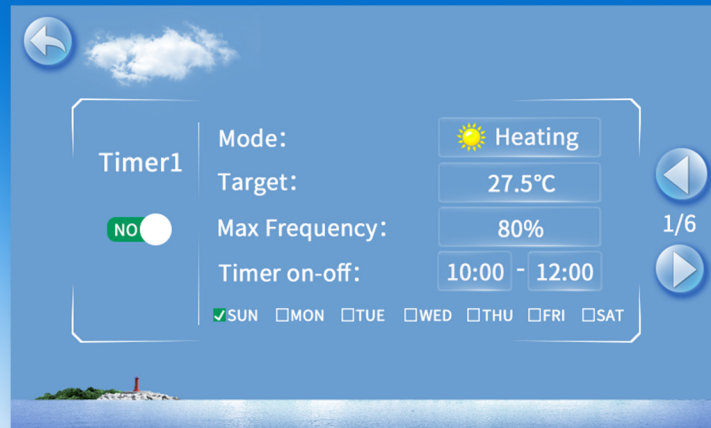 Timer1
NO
Mode:
Heating
Target:
27.5℃
Max Frequency:
80%
Timer on-off:
10:00 - 12:00
☑SUN ☐MON ☐TUE ☐WED ☐THU ☐FRI ☐SAT
1/6